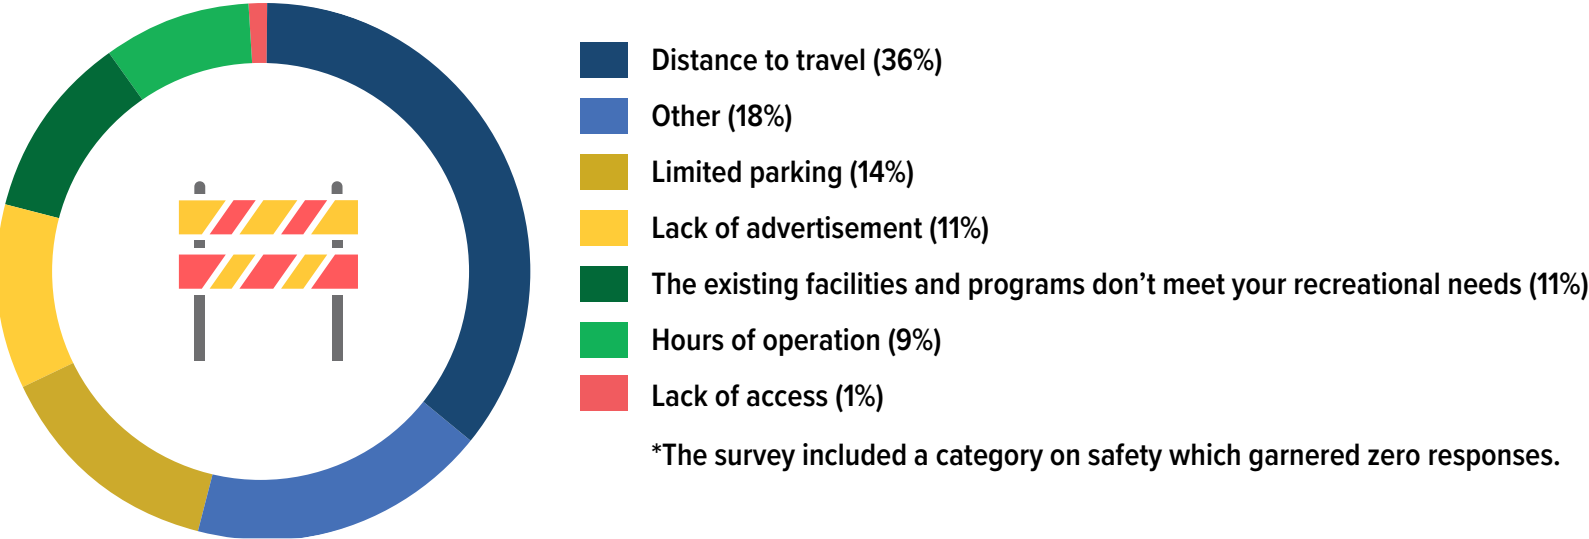 Distance to travel (36%)
Other (18%)
Limited parking (14%)
Lack of advertisement (11%)
The existing facilities and programs don’t meet your recreational needs (11%)
Hours of operation (9%)
Lack of access (1%)
*The survey included a category on safety which garnered zero responses.